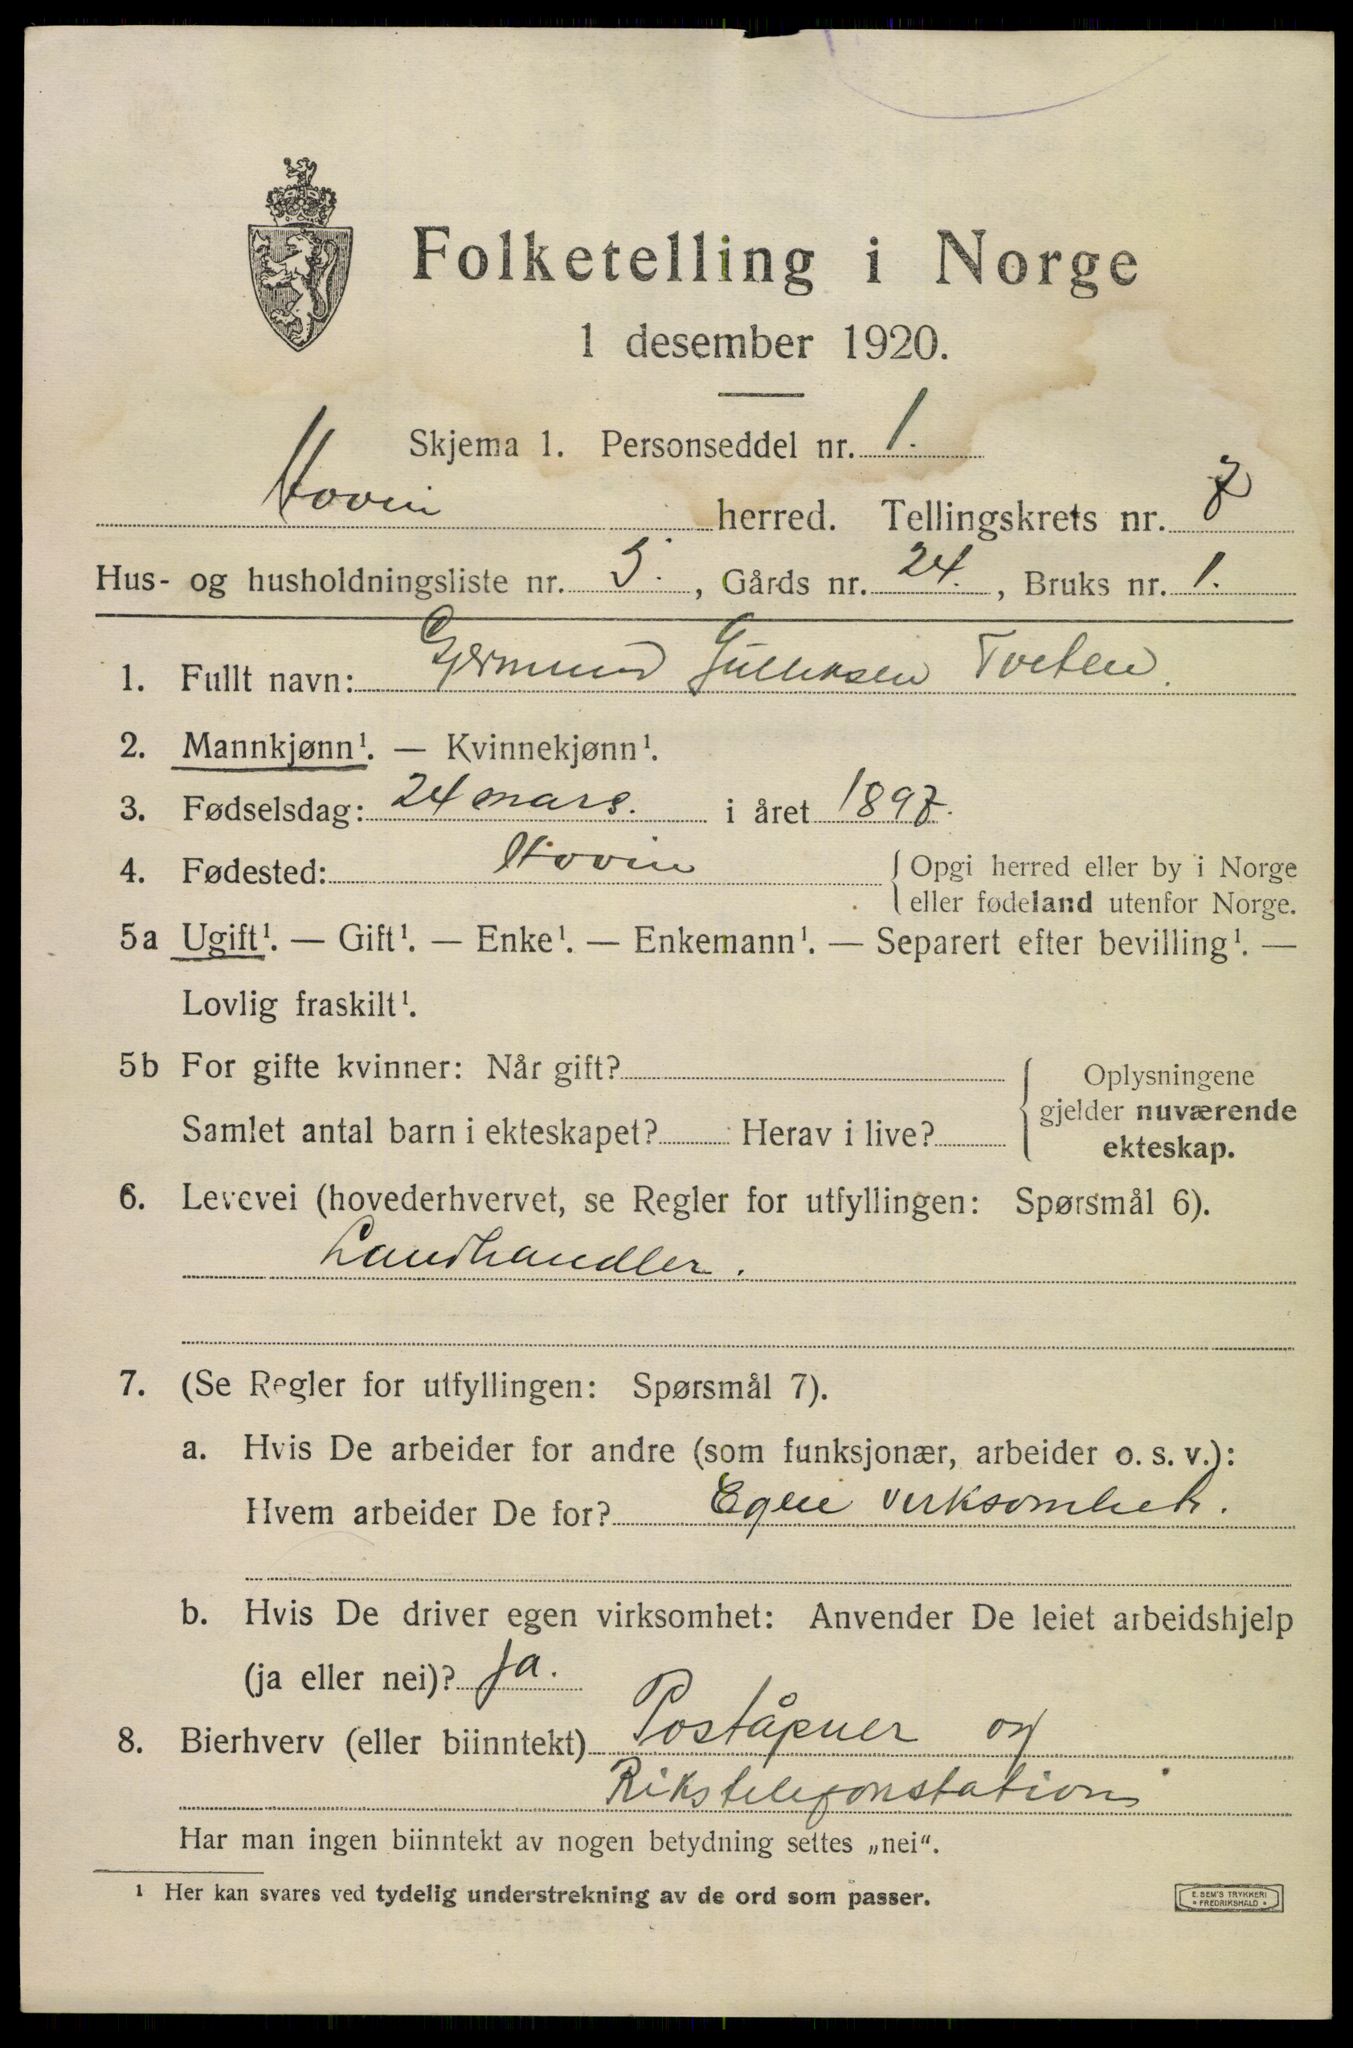 Folketelling i Norge
1 desember 1920.
Skjema 1. Personseddel nr. 1.
Hovin herred. Tellingskrets nr. 7
Hus- og husholdningsliste nr. 3., Gårds nr. 24., Bruks nr. 1.
1. Fullt navn: Gjermund Gulliksen Tveten.
2. Mannkjønn¹. — Kvinnekjønn¹.
3. Fødselsdag: 24 mars. i året 1897.
4. Fødested: Hovin { Opgi herred eller by i Norge
eller fødeland utenfor Norge.
5a Ugift¹. — Gift¹. — Enke¹. — Enkemann¹. — Separert efter bevilling¹. —
Lovlig fraskilt¹.
5b For gifte kvinner: Når gift?
Samlet antal barn i ekteskapet? Herav i live?
{ Oplysningene
gjelder nuværende
ekteskap.
6. Levevei (hovederhvervet, se Regler for utfyllingen: Spørsmål 6).
Landhandler.
7. (Se Regler for utfyllingen: Spørsmål 7).
a. Hvis De arbeider for andre (som funksjonær, arbeider o. s. v.):
Hvem arbeider De for? Egen virksomhet.
b. Hvis De driver egen virksomhet: Anvender De leiet arbeidshjelp
(ja eller nei)? ja.
8. Bierhverv (eller biinntekt) Poståpner og
Rikstelefonstation
Har man ingen biinntekt av nogen betydning settes „nei“.
¹ Her kan svares ved tydelig understrekning av de ord som passer.
E. SEM'S TRYKKERI
* FREDRIKSHALD *